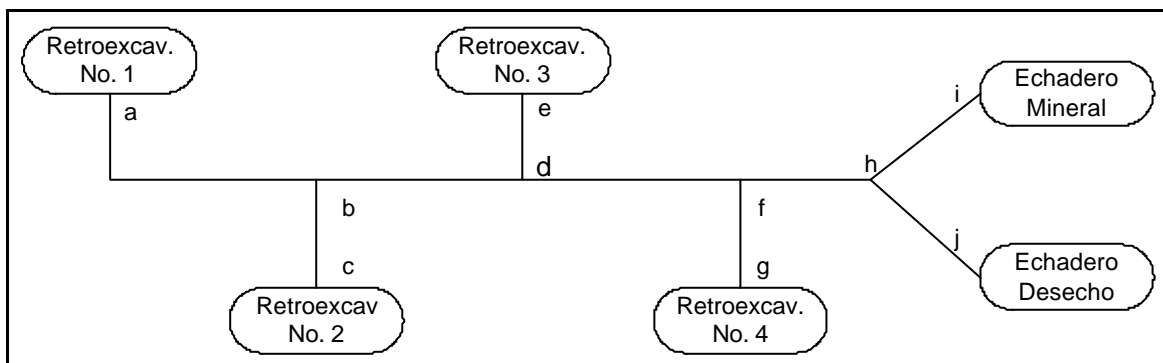 Retroexcav.
No. 1
Retroexcav.
No. 3
Echadero
Mineral
a
e
i
d
h
b
f
j
c
g
Retroexcav
No. 2
Retroexcav.
No. 4
Echadero
Desecho